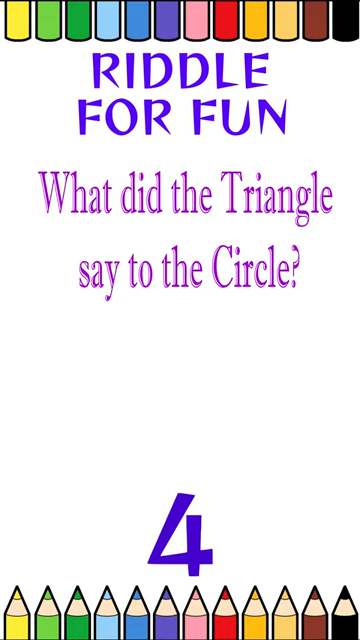 RIDDLE
FOR FUN
What did the Triangle
say to the Circle?
4